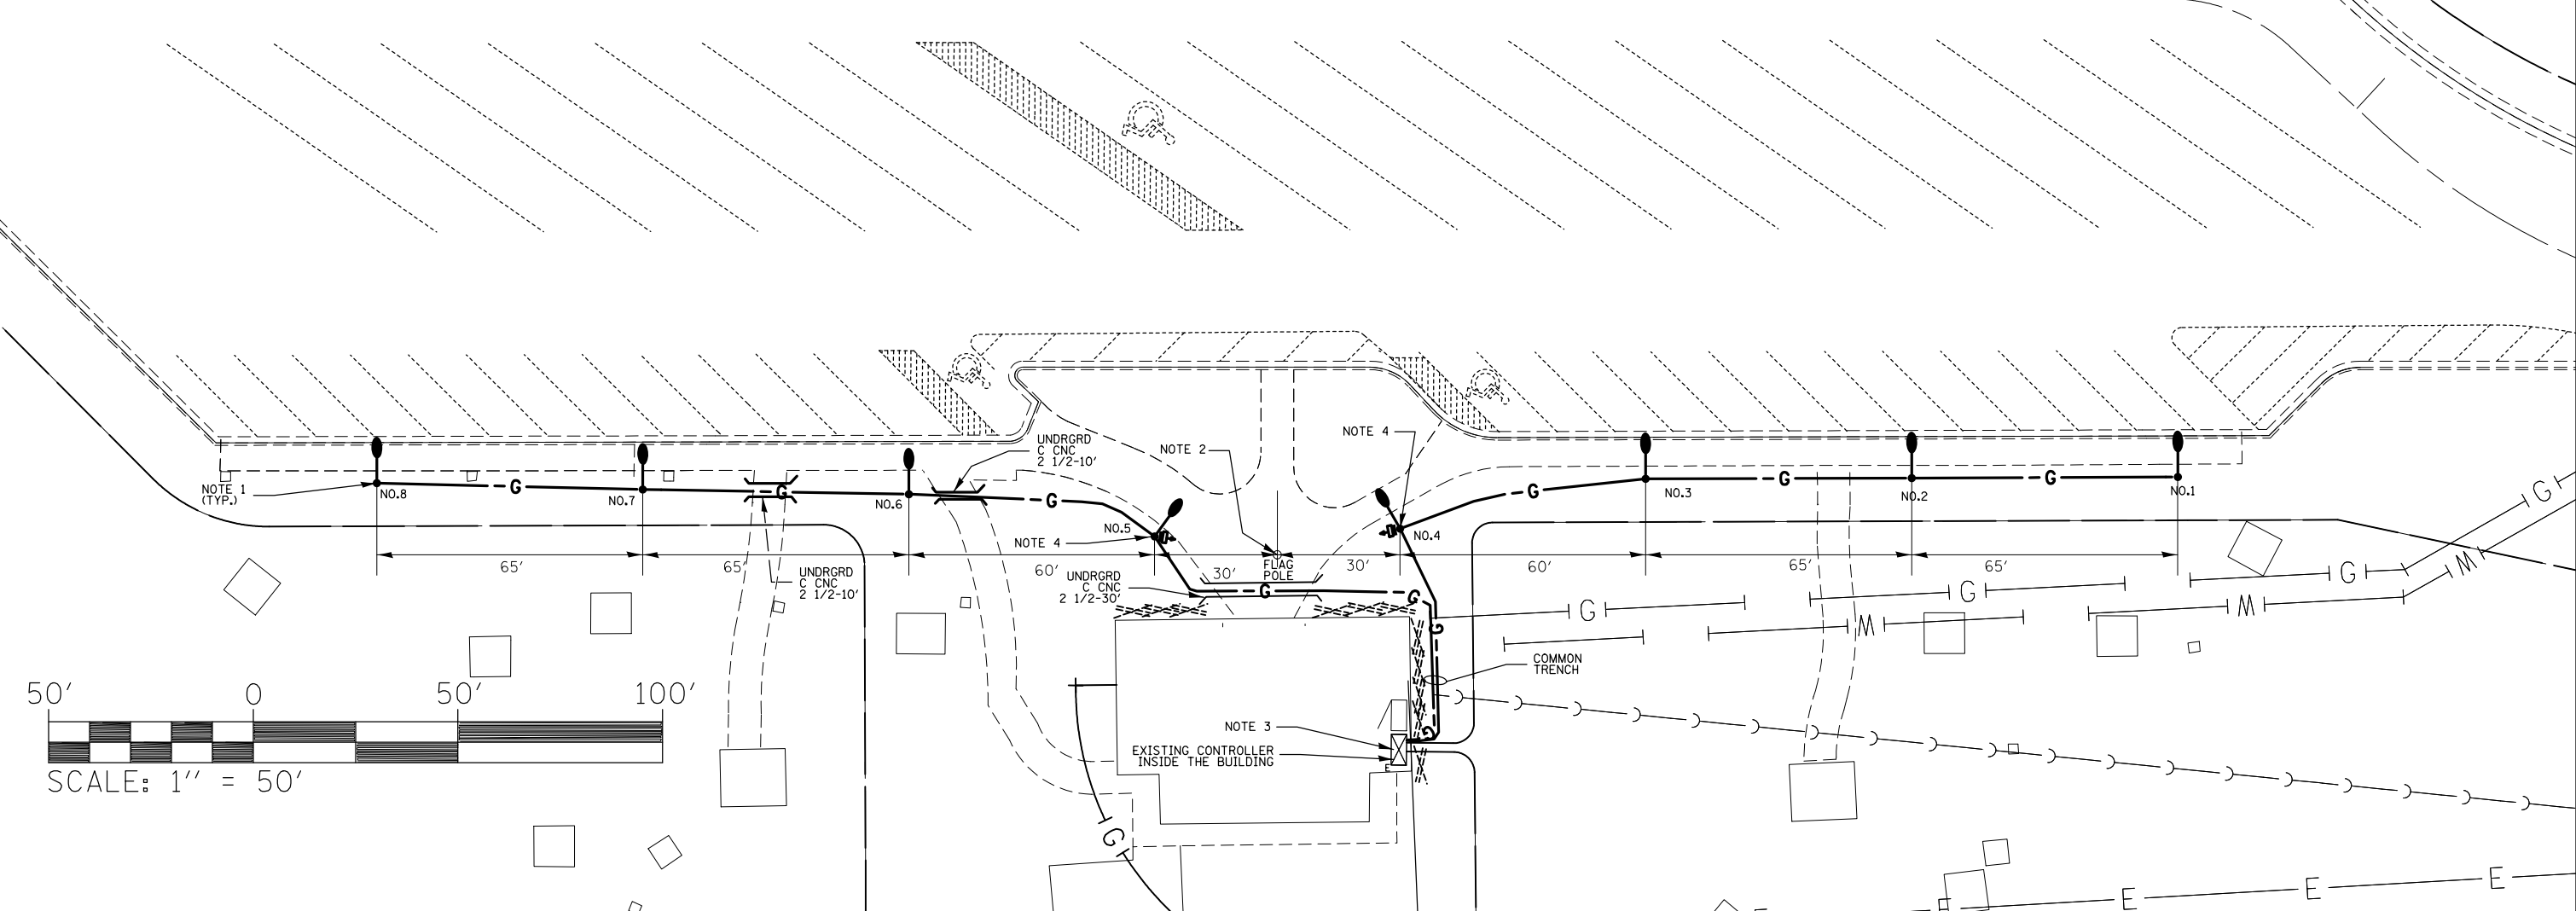 NOTE 4
UNDRGRD
C CNC
2 1/2-10'
NOTE 2
NOTE 1
(TYP.)
NO.8
G
NO.7
G
NO.6
G
NO.5
NOTE 4
NO.4
G
NO.3
G
NO.2
G
NO.1
G
65'
65'
60'
30'
FLAG
POLE
30'
60'
65'
65'
UNDRGRD
C CNC
2 1/2-10'
UNDRGRD
C CNC
2 1/2-30'
G
G
G
G
G
G
W
W
W
G
COMMON
TRENCH
NOTE 3
EXISTING CONTROLLER
INSIDE THE BUILDING
E
50' 0 50' 100'
SCALE: 1'' = 50'
G
E
E
E